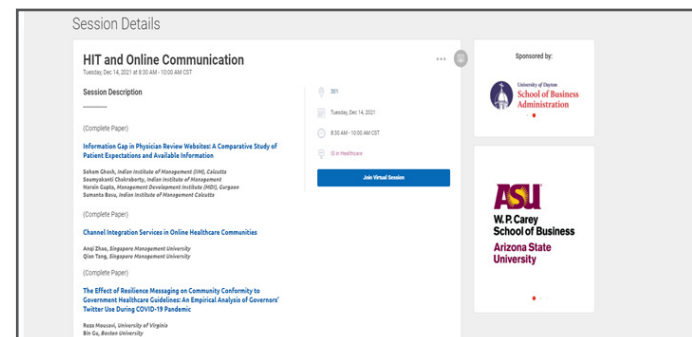 Session Details
HIT and Online Communication
Tuesday, Dec 14, 2021 at 8:30 AM - 10:00 AM CST
Session Description
(Complete Paper)
Information Gap in Physician Review Websites: A Comparative Study of
Patient Expectations and Available Information
Soham Ghosh, Indian Institute of Management (IIM), Calcutta
Soumyakanti Chakraborty, Indian Institute of Management
Narain Gupta, Management Development Institute (MDI), Gurgaon
Sumanta Basu, Indian Institute of Management Calcutta
(Complete Paper)
Channel Integration Services in Online Healthcare Communities
Anqi Zhao, Singapore Management University
Qian Tang, Singapore Management University
(Complete Paper)
The Effect of Resilience Messaging on Community Conformity to
Government Healthcare Guidelines: An Empirical Analysis of Governors'
Twitter Use During COVID-19 Pandemic
Reza Mousavi, University of Virginia
Bin Gu, Boston University
301
Tuesday, Dec 14, 2021
8:30 AM - 10:00 AM CST
IS in Healthcare
Join Virtual Session
Sponsored by:
University of Dayton
School of Business
Administration
ASU
W. P. Carey
School of Business
Arizona State
University